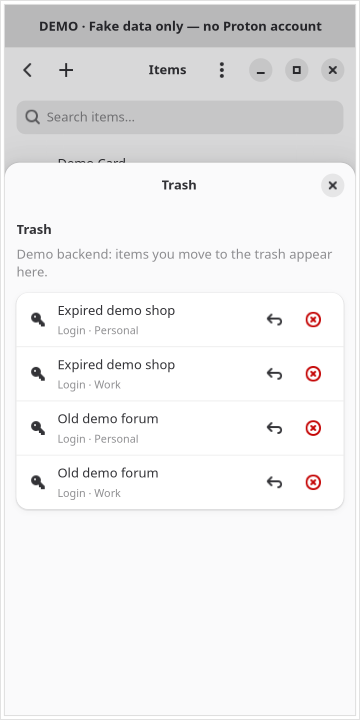 DEMO · Fake data only — no Proton account
Items
Search items...
Demo Card
Trash
Trash
Demo backend: items you move to the trash appear
here.
Expired demo shop
Login · Personal
Expired demo shop
Login · Work
Old demo forum
Login · Personal
Old demo forum
Login · Work